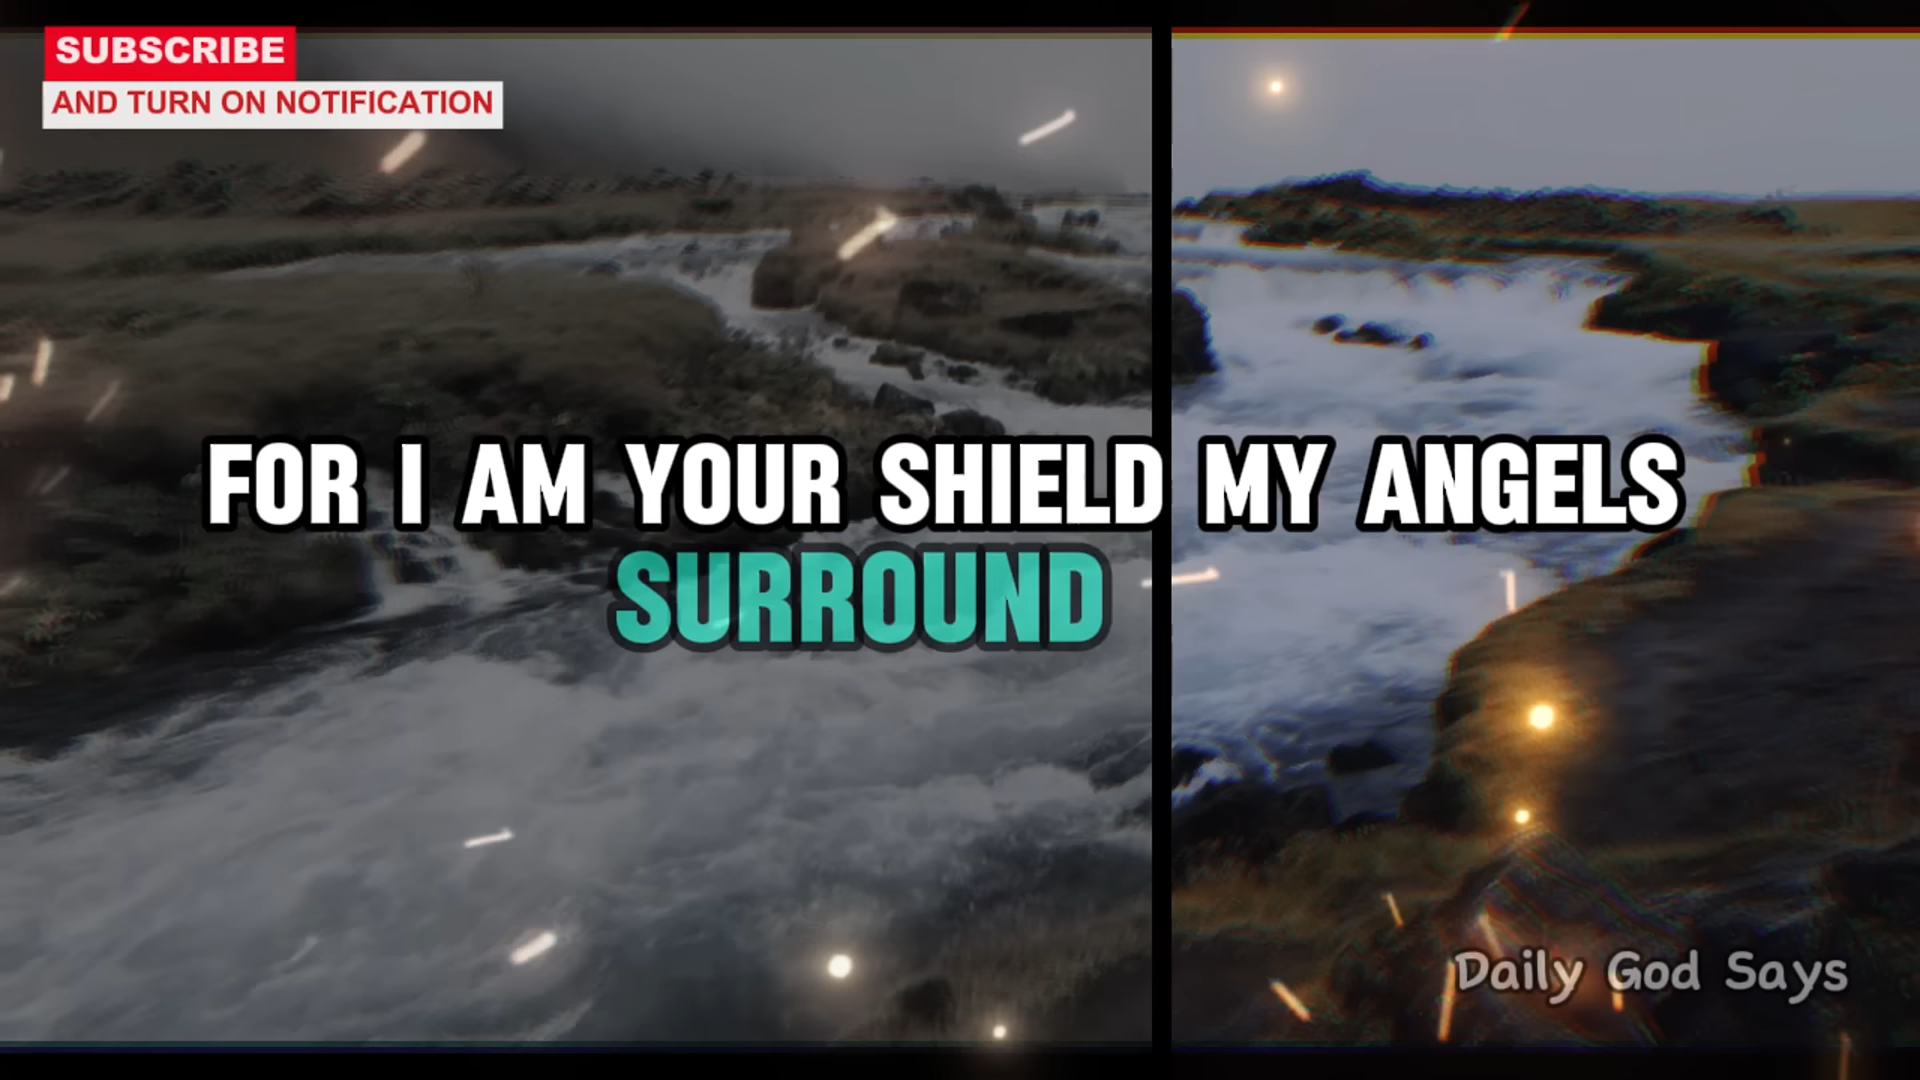 SUBSCRIBE
AND TURN ON NOTIFICATION
FOR I AM YOUR SHIELD MY ANGELS
SURROUND
Daily God Says